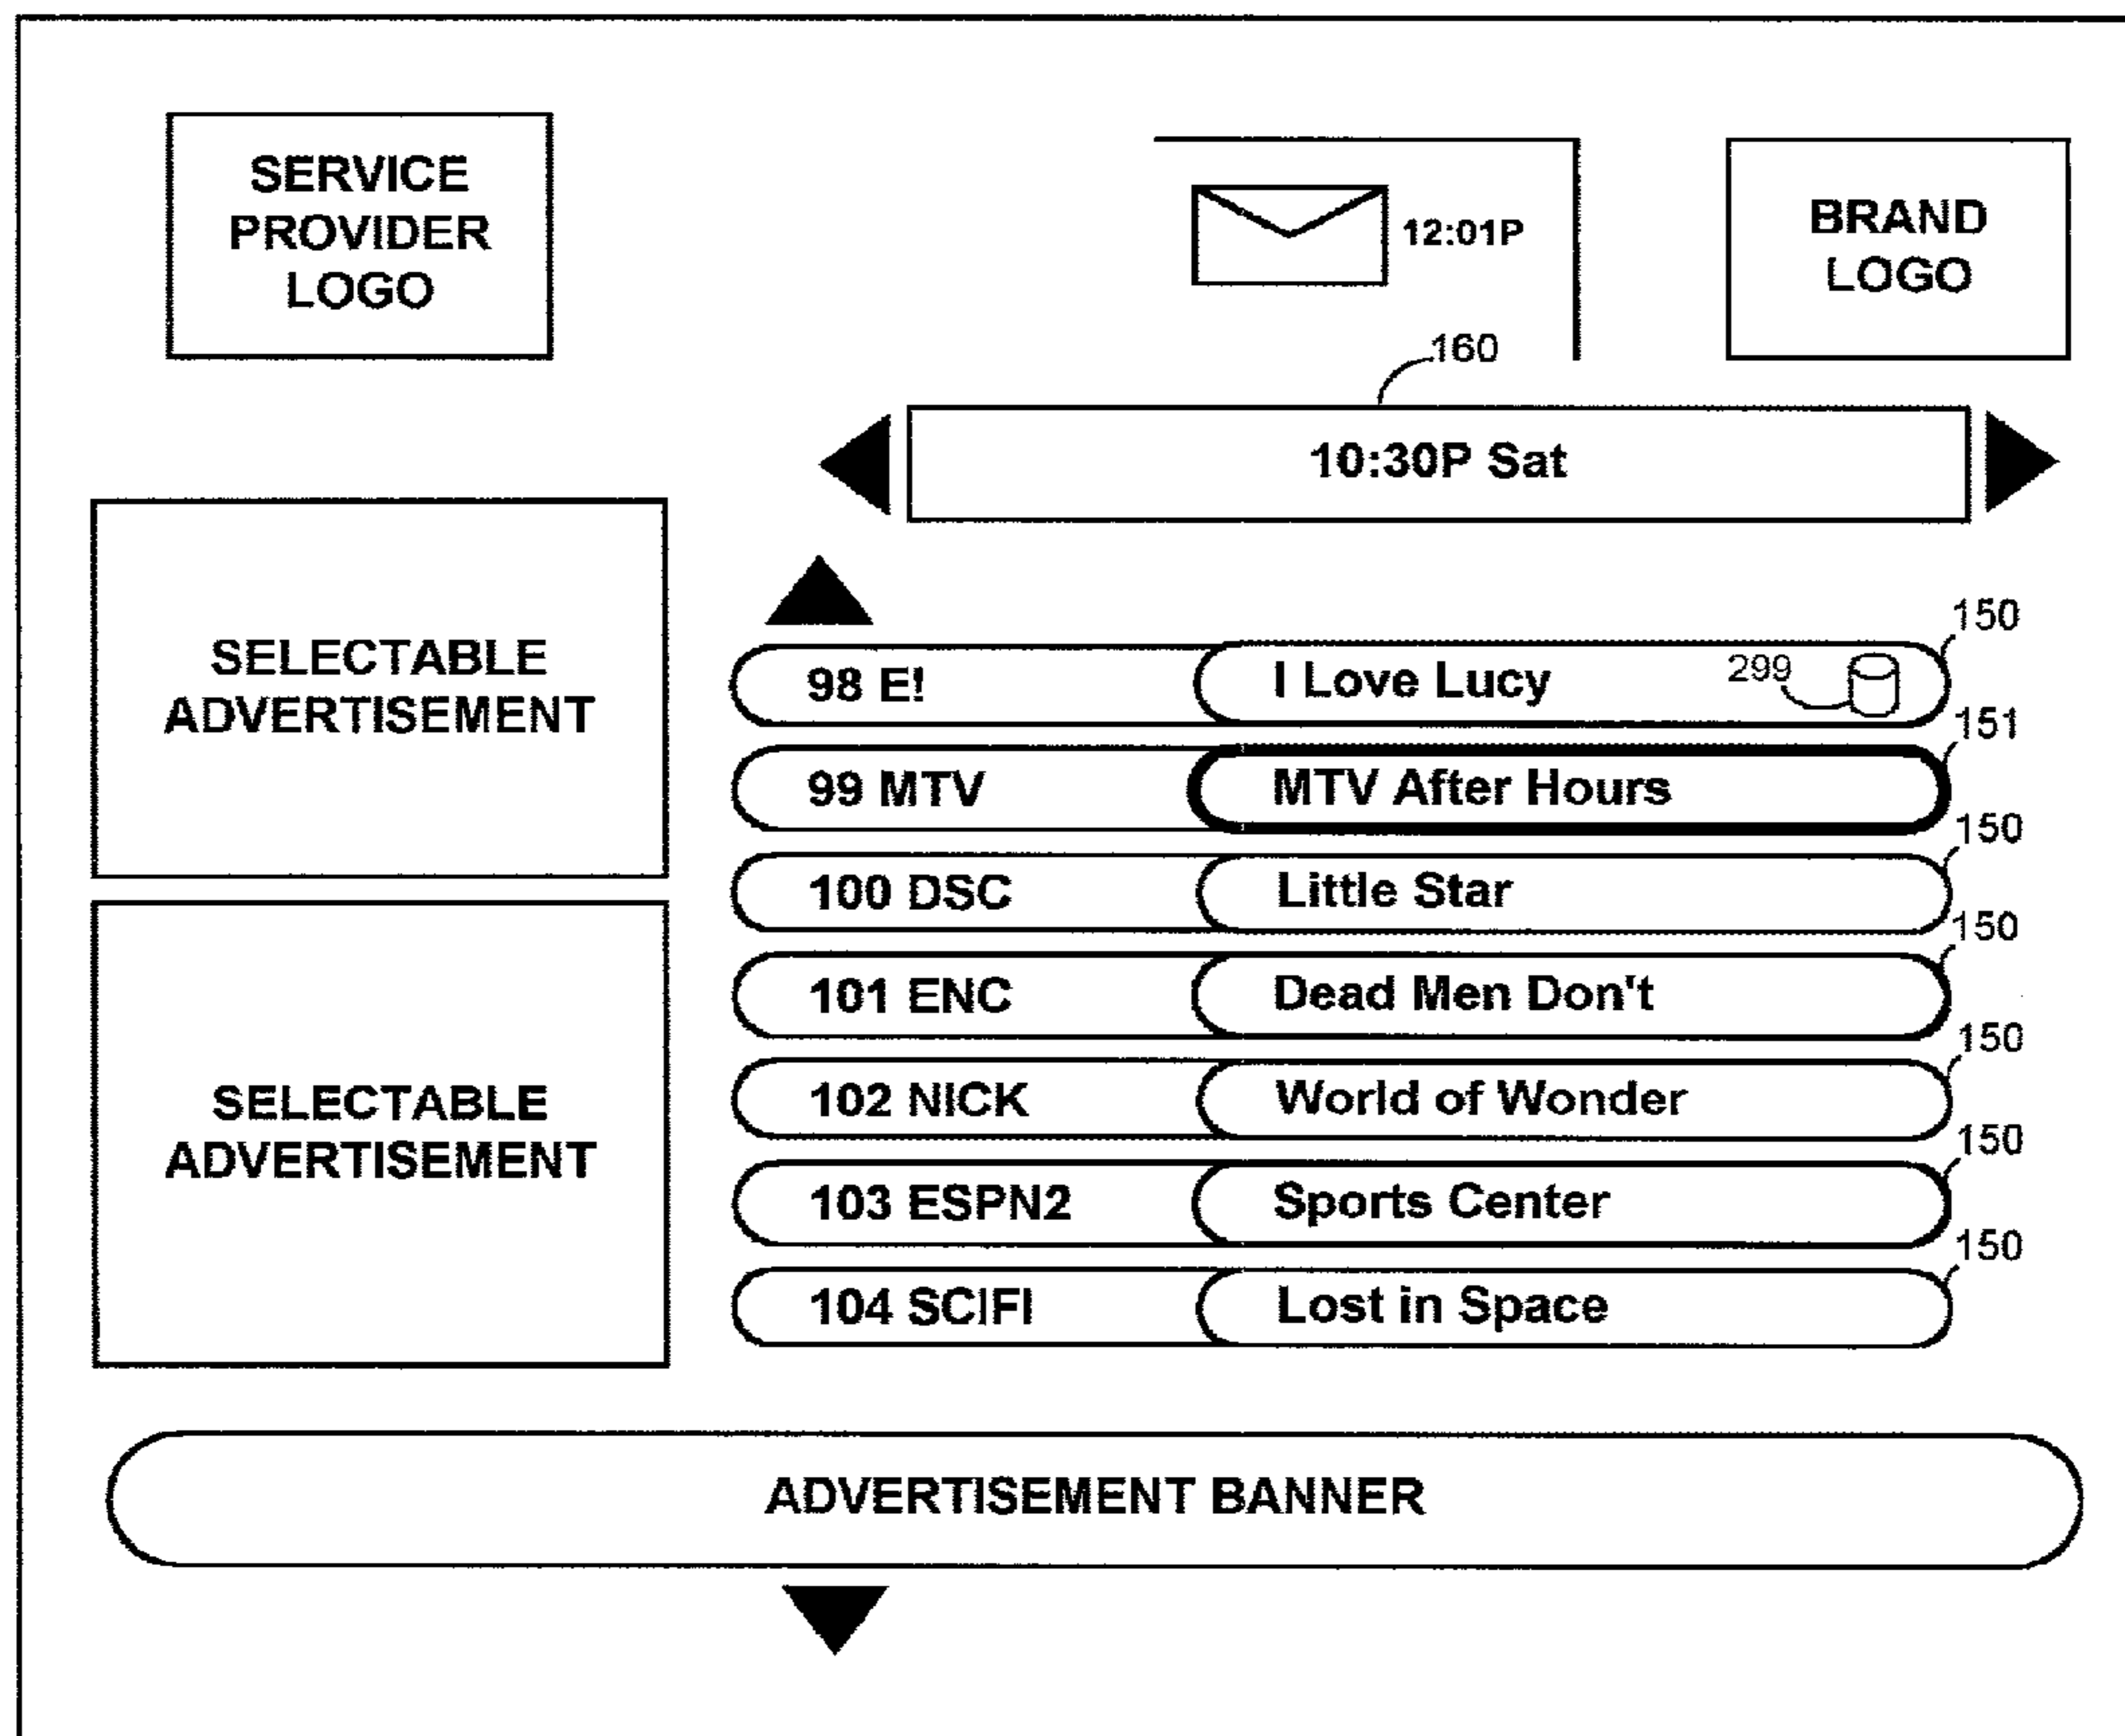 SERVICE
PROVIDER
LOGO
12:01P
BRAND
LOGO
160
10:30P Sat
SELECTABLE
ADVERTISEMENT
SELECTABLE
ADVERTISEMENT
150
98 E! I Love Lucy 299
151
99 MTV MTV After Hours
150
100 DSC Little Star
150
101 ENC Dead Men Don't
150
102 NICK World of Wonder
150
103 ESPN2 Sports Center
150
104 SCIFI Lost in Space
ADVERTISEMENT BANNER